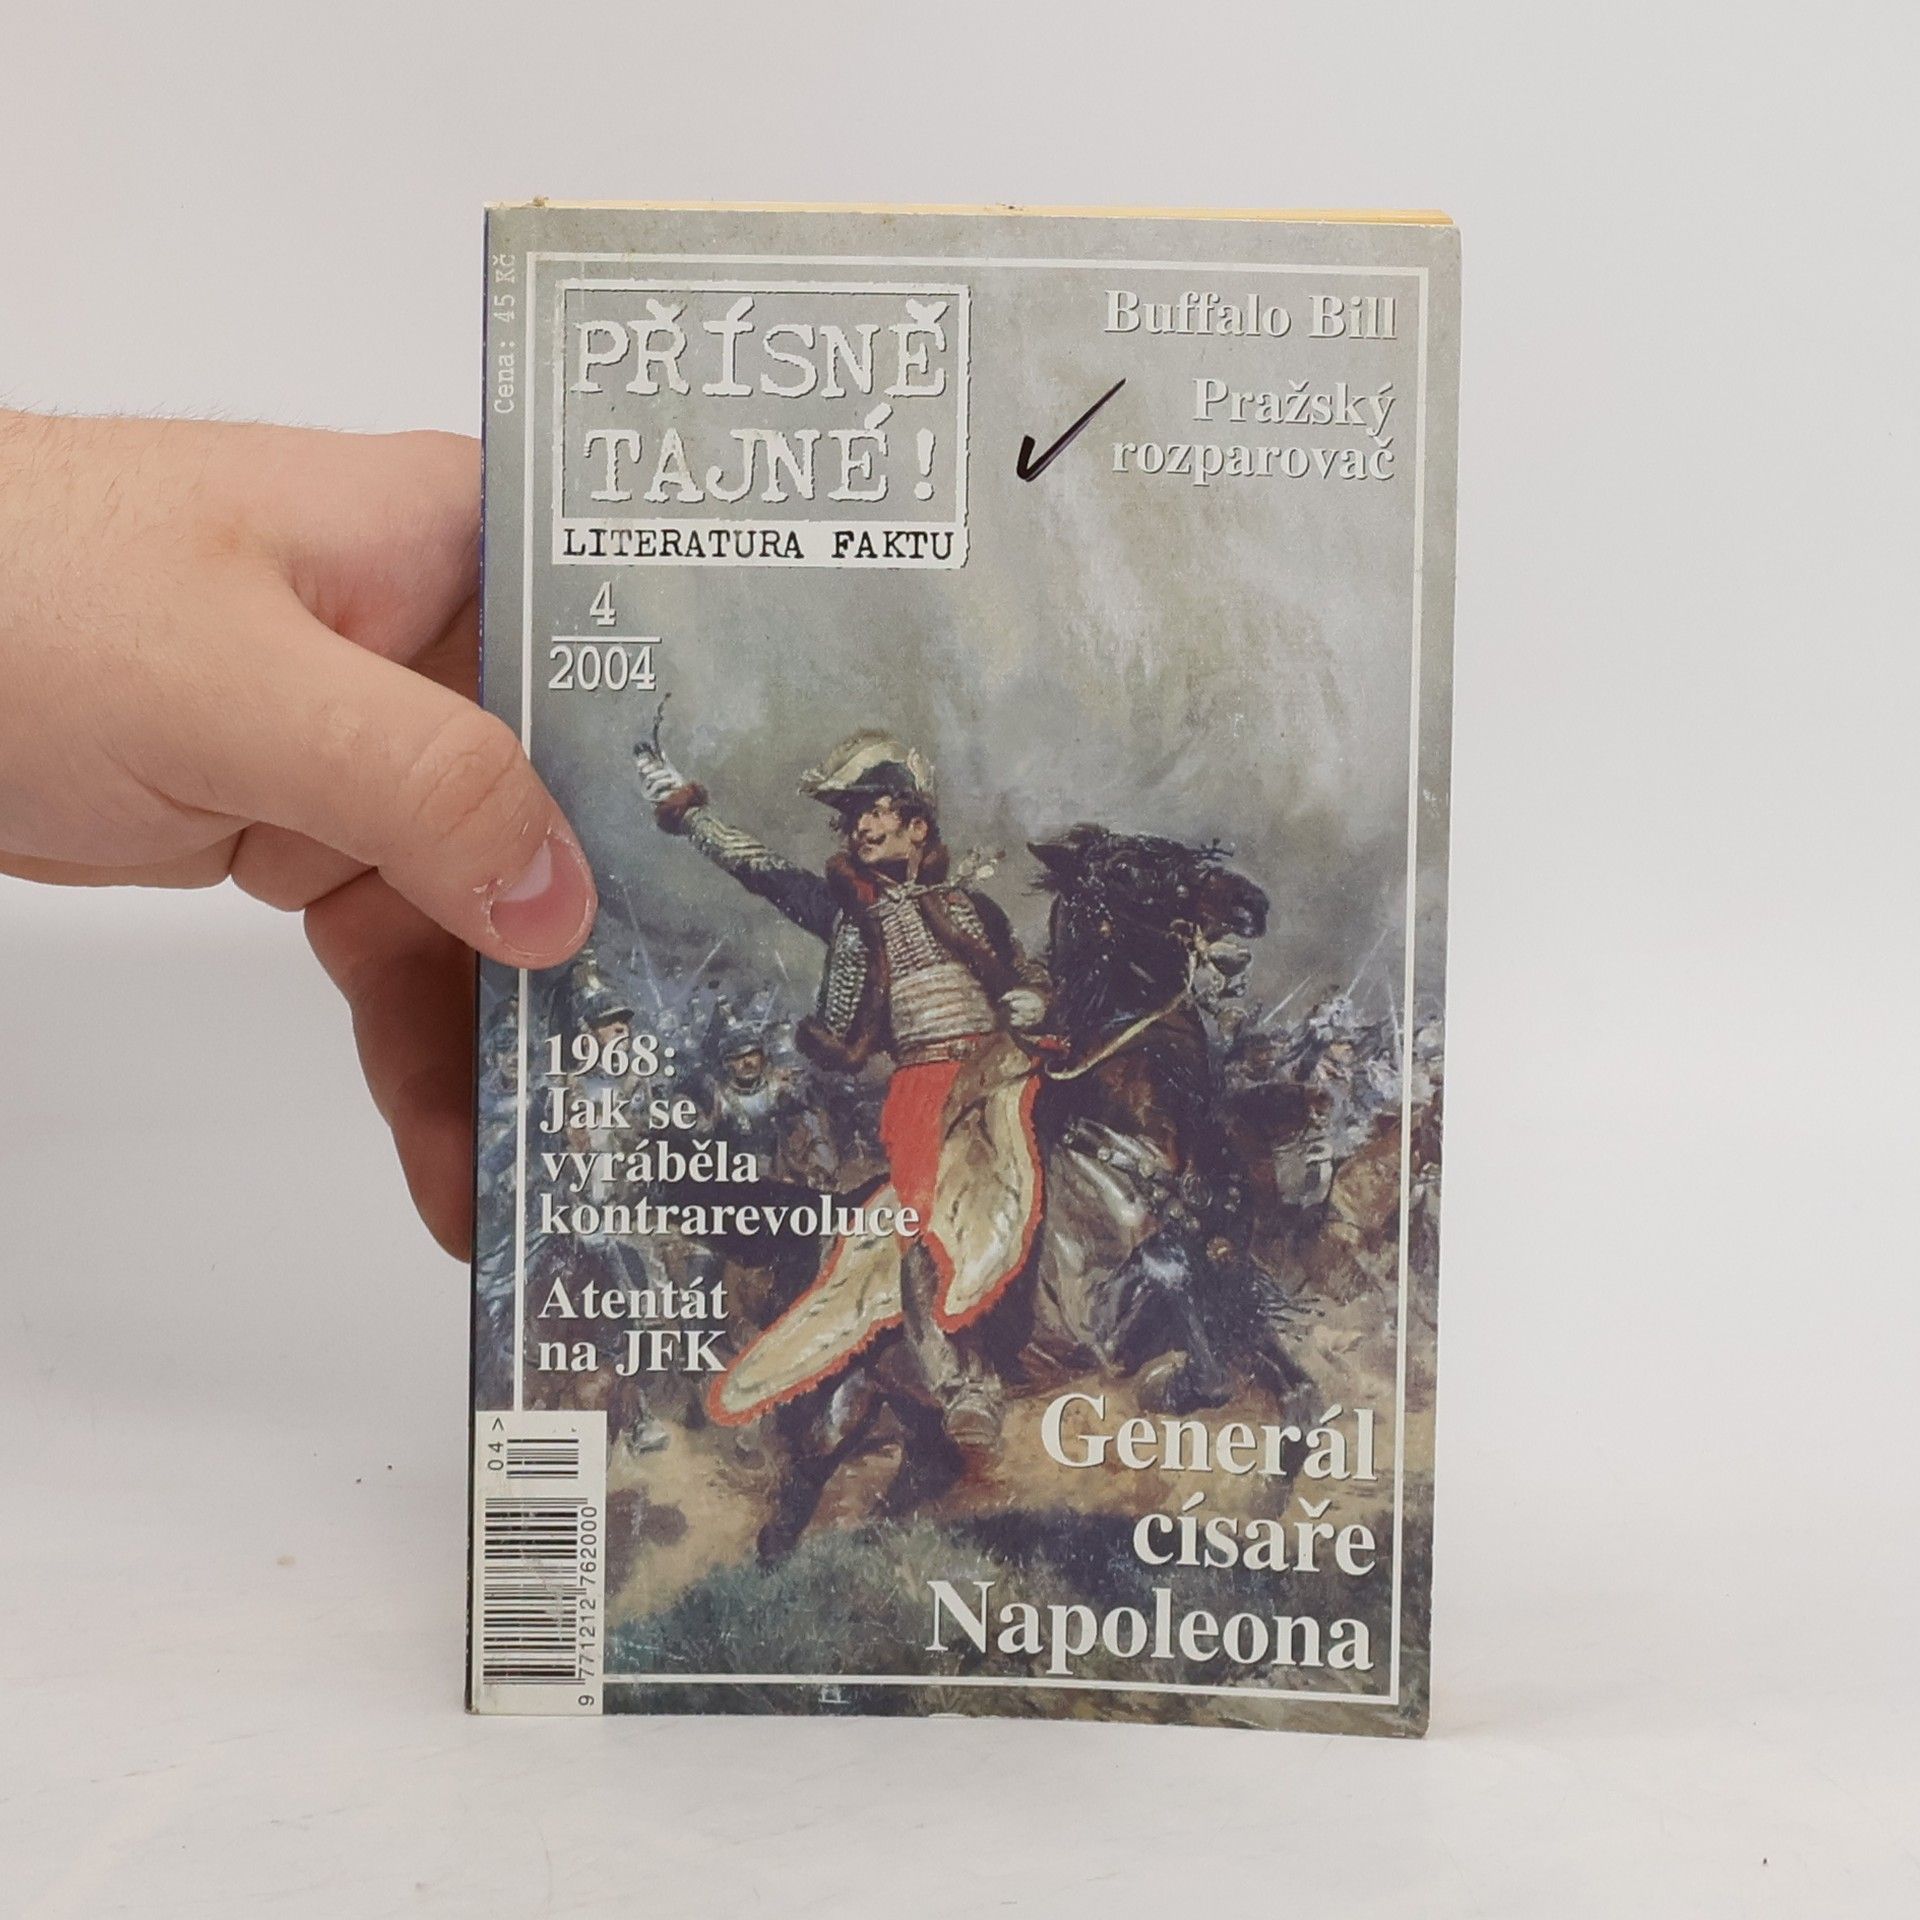 Cena: 45 Kč
PŘÍSNĚ
TAJNÉ!
LITERATURA FAKTU
4
2004
Buffalo Bill
Pražský
rozparovač
1968:
Jak se
vyráběla
kontrarevoluce
Atentát
na JFK
Generál
císaře
Napoleona
04 >
9 771212 762000